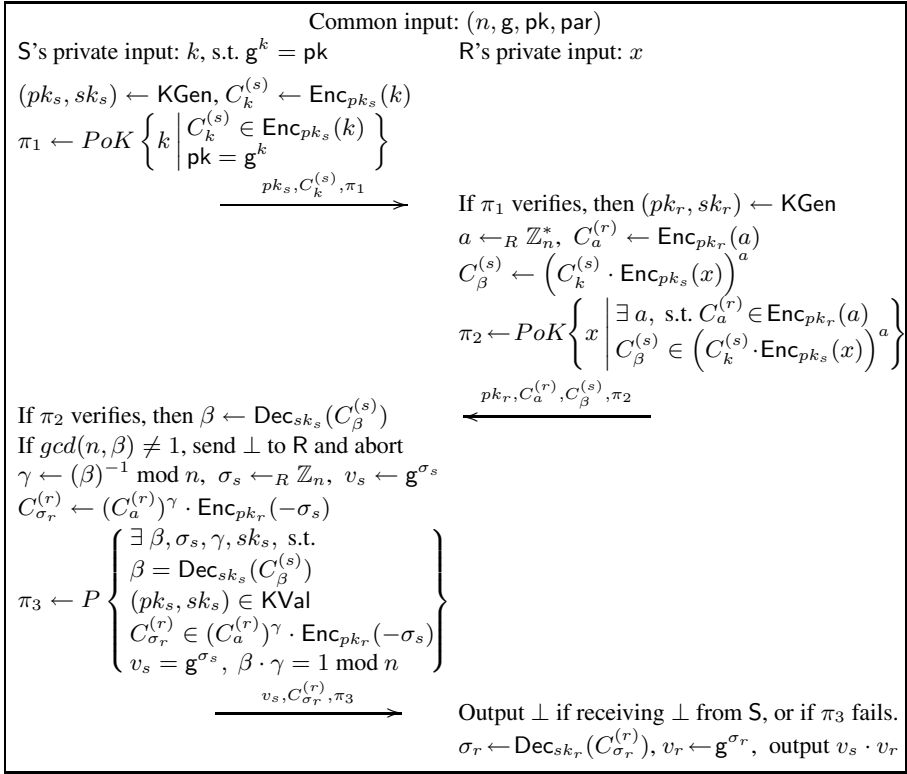 Common input: (n, g, pk, par)
S's private input: k, s.t. g^k = pk
R's private input: x
(pk_s, sk_s) ← KGen, C_k^{(s)} ← Enc_{pk_s}(k)
π_1 ← PoK { k | C_k^{(s)} ∈ Enc_{pk_s}(k)
pk = g^k }
pk_s, C_k^{(s)}, π_1
If π_1 verifies, then (pk_r, sk_r) ← KGen
a ←_R ℤ_n^*, C_a^{(r)} ← Enc_{pk_r}(a)
C_β^{(s)} ← (C_k^{(s)} · Enc_{pk_s}(x))^a
π_2 ← PoK { x | ∃ a, s.t. C_a^{(r)} ∈ Enc_{pk_r}(a)
C_β^{(s)} ∈ (C_k^{(s)} · Enc_{pk_s}(x))^a }
pk_r, C_a^{(r)}, C_β^{(s)}, π_2
If π_2 verifies, then β ← Dec_{sk_s}(C_β^{(s)})
If gcd(n, β) ≠ 1, send ⊥ to R and abort
γ ← (β)^{-1} mod n, σ_s ←_R ℤ_n, v_s ← g^{σ_s}
C_{σ_r}^{(r)} ← (C_a^{(r)})^γ · Enc_{pk_r}(-σ_s)
π_3 ← P { ∃ β, σ_s, γ, sk_s, s.t.
β = Dec_{sk_s}(C_β^{(s)})
(pk_s, sk_s) ∈ KVal
C_{σ_r}^{(r)} ∈ (C_a^{(r)})^γ · Enc_{pk_r}(-σ_s)
v_s = g^{σ_s}, β · γ = 1 mod n }
v_s, C_{σ_r}^{(r)}, π_3
Output ⊥ if receiving ⊥ from S, or if π_3 fails.
σ_r ← Dec_{sk_r}(C_{σ_r}^{(r)}), v_r ← g^{σ_r}, output v_s · v_r